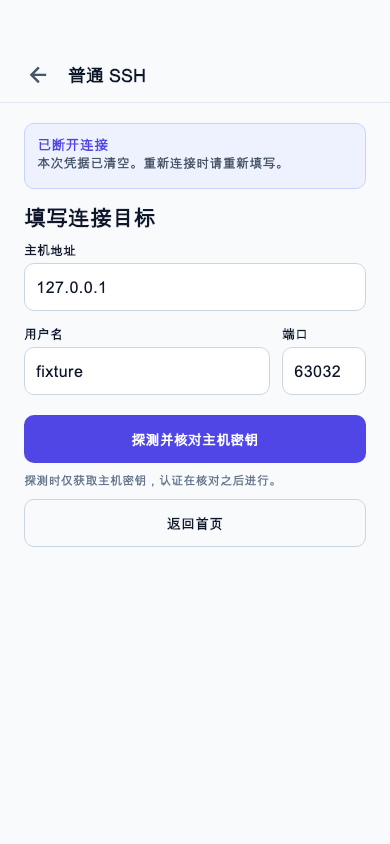 普通 SSH
已断开连接
本次凭据已清空。重新连接时请重新填写。
填写连接目标
主机地址
127.0.0.1
用户名
端口
fixture
63032
探测并核对主机密钥
探测时仅获取主机密钥，认证在核对之后进行。
返回首页